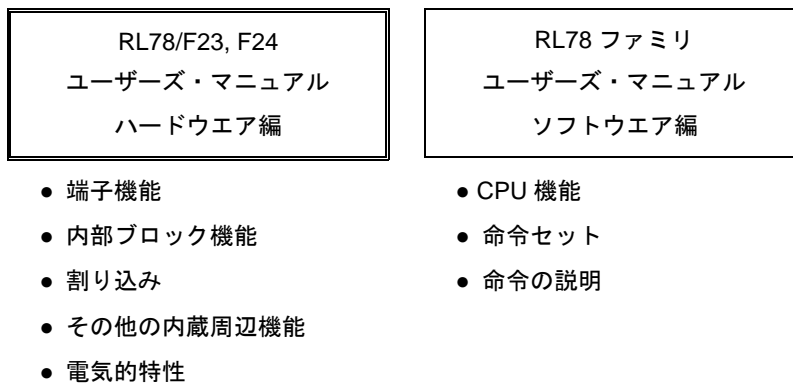 RL78/F23, F24
ユーザーズ・マニュアル
ハードウエア編
● 端子機能
● 内部ブロック機能
● 割り込み
● その他の内蔵周辺機能
● 電気的特性
RL78 ファミリ
ユーザーズ・マニュアル
ソフトウエア編
● CPU 機能
● 命令セット
● 命令の説明